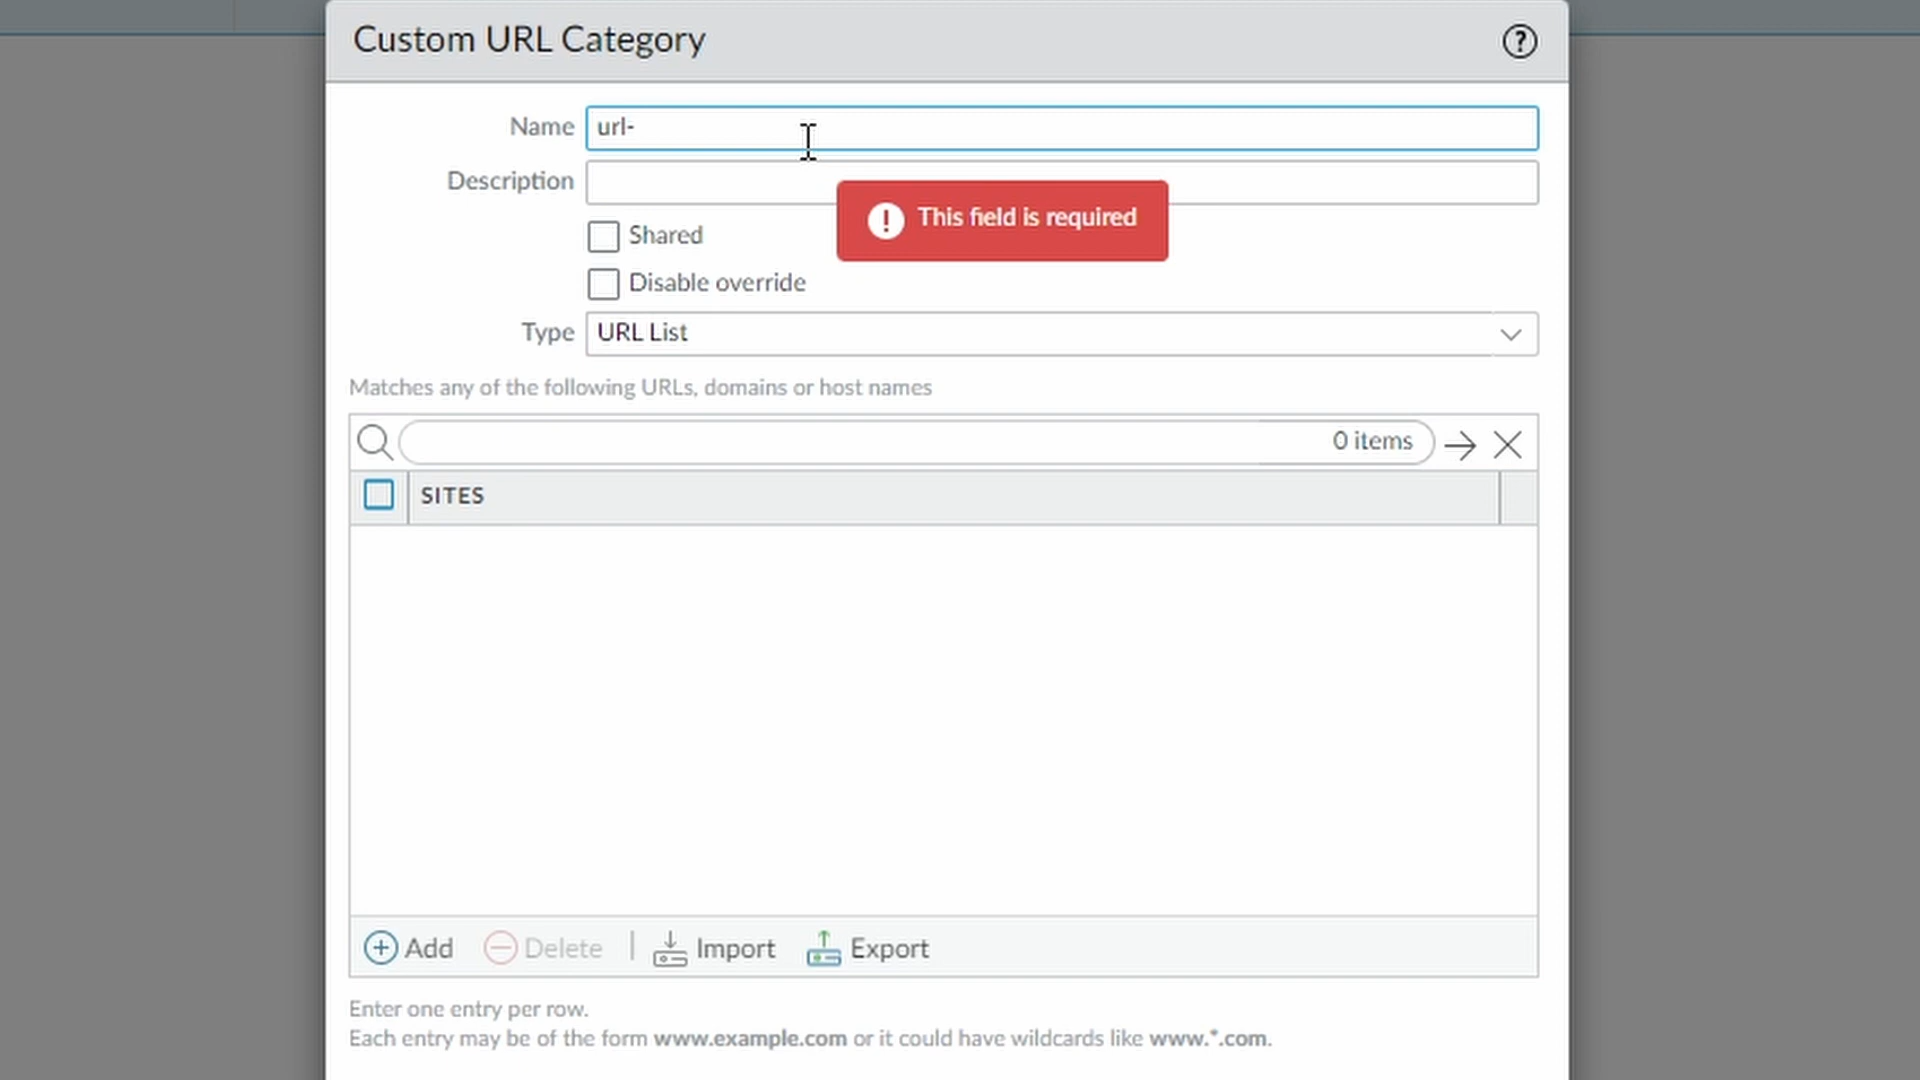 Custom URL Category
Name url-
Description
This field is required
Shared
Disable override
Type URL List
Matches any of the following URLs, domains or host names
0 items
SITES
Add Delete Import Export
Enter one entry per row.
Each entry may be of the form www.example.com or it could have wildcards like www.*.com.